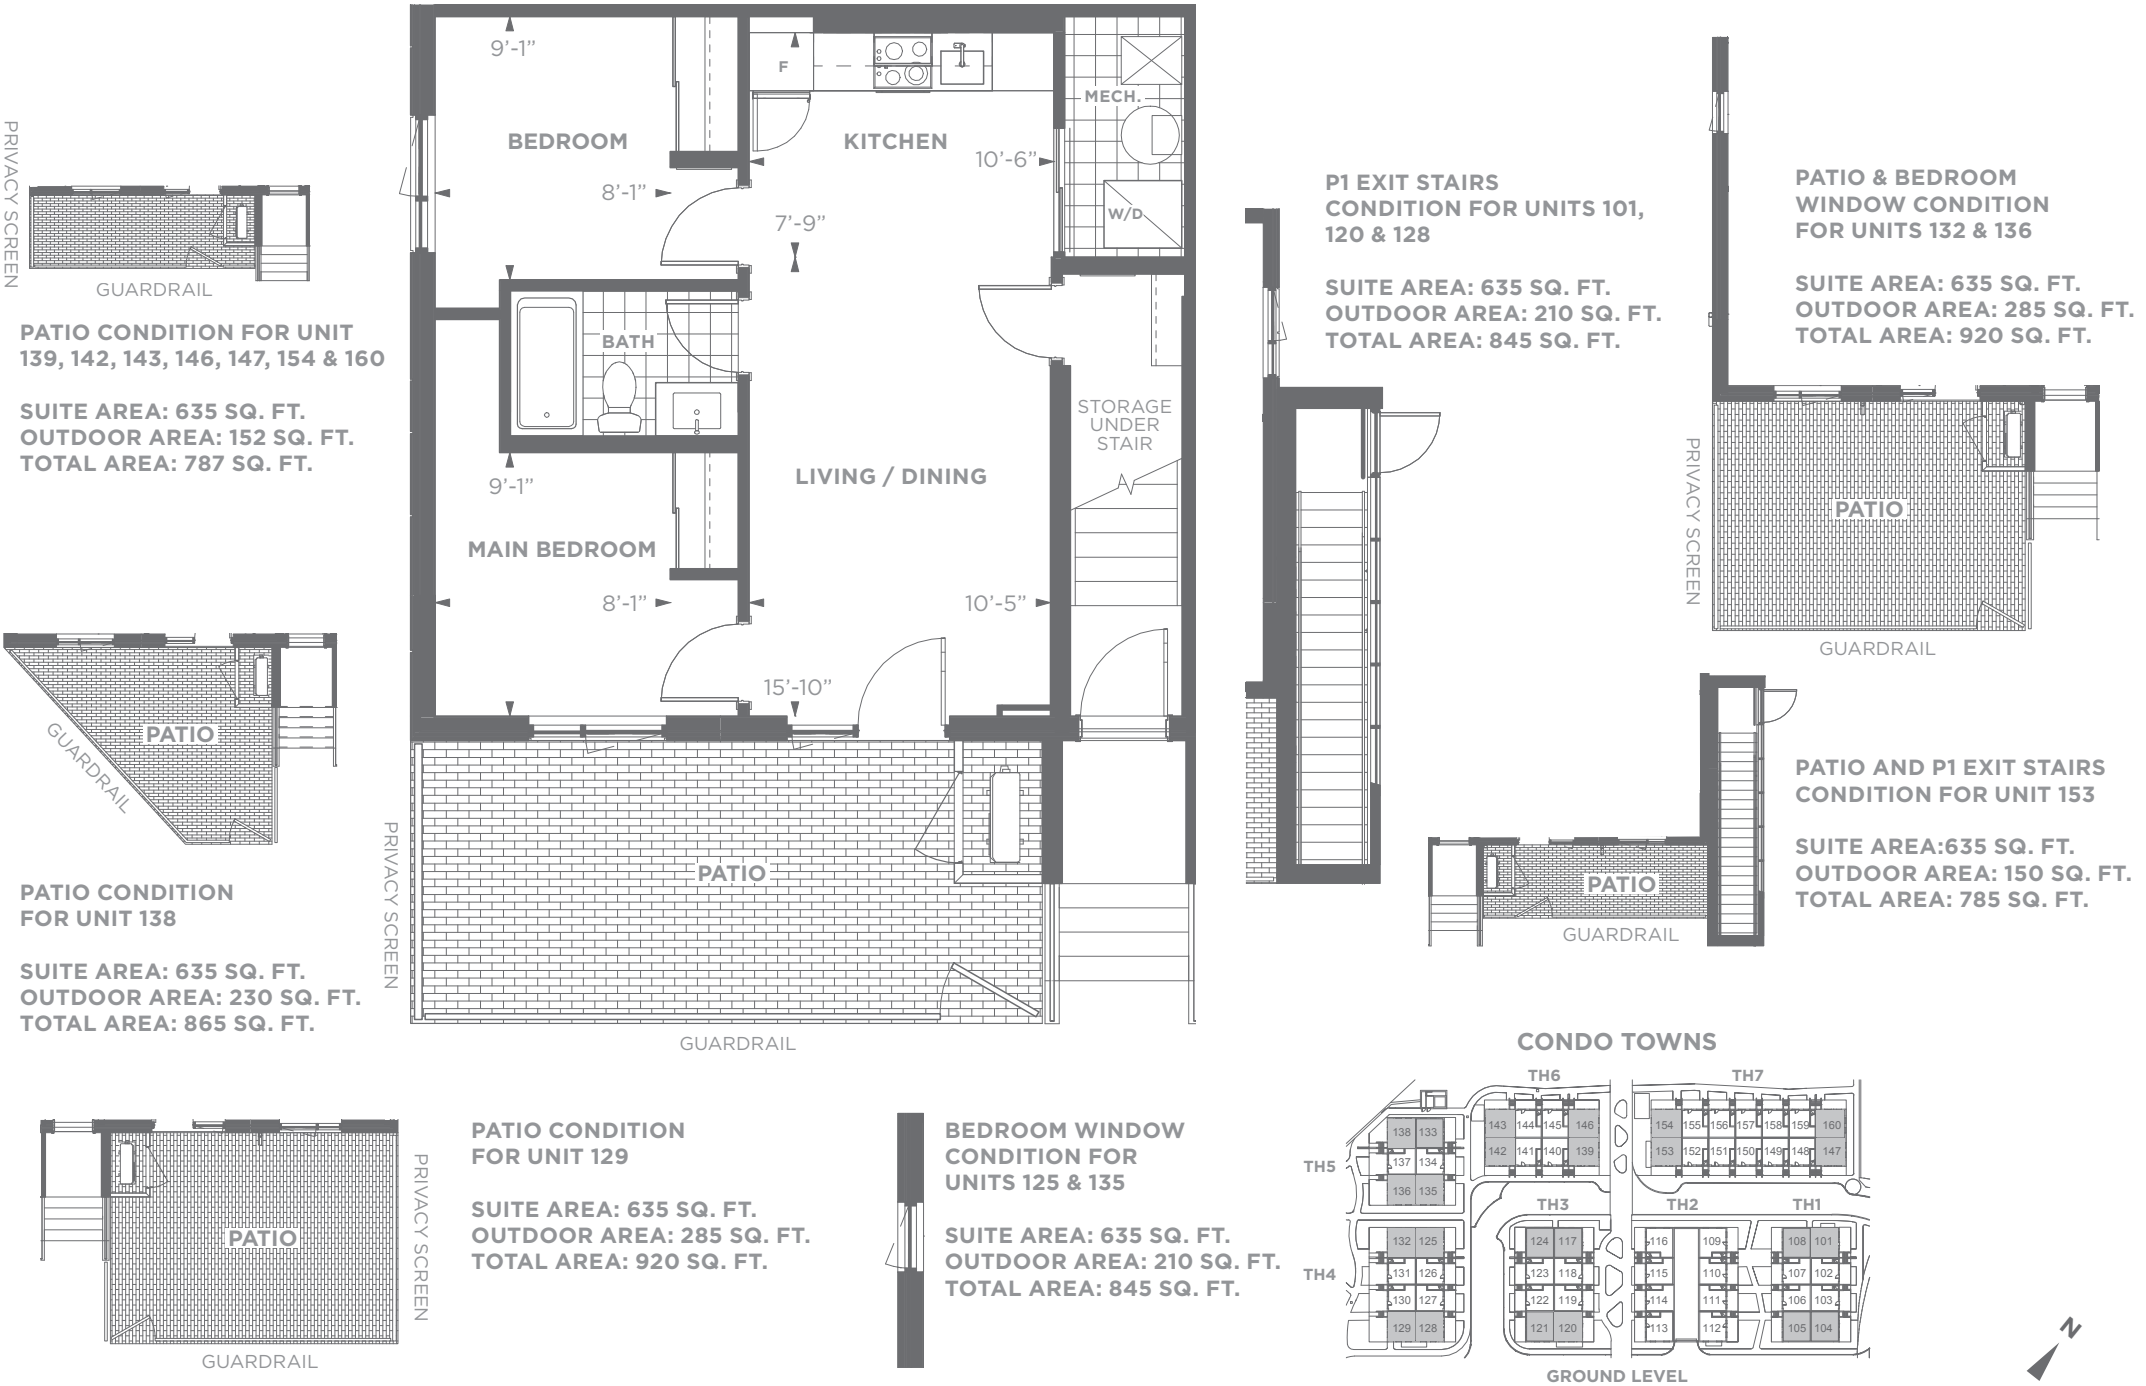 9'-1”
BEDROOM
8'-1”
F
KITCHEN
10'-6”
7'-9”
MECH.
W/D
BATH
STORAGE
UNDER
STAIR
LIVING / DINING
9'-1”
MAIN BEDROOM
8'-1”
10'-5”
15'-10”
PATIO
PRIVACY SCREEN
GUARDRAIL
PRIVACY SCREEN
GUARDRAIL
PATIO CONDITION FOR UNIT
139, 142, 143, 146, 147, 154 & 160
SUITE AREA: 635 SQ. FT.
OUTDOOR AREA: 152 SQ. FT.
TOTAL AREA: 787 SQ. FT.
PATIO
GUARDRAIL
PATIO CONDITION
FOR UNIT 138
SUITE AREA: 635 SQ. FT.
OUTDOOR AREA: 230 SQ. FT.
TOTAL AREA: 865 SQ. FT.
PATIO
PRIVACY SCREEN
GUARDRAIL
PATIO CONDITION
FOR UNIT 129
SUITE AREA: 635 SQ. FT.
OUTDOOR AREA: 285 SQ. FT.
TOTAL AREA: 920 SQ. FT.
BEDROOM WINDOW
CONDITION FOR
UNITS 125 & 135
SUITE AREA: 635 SQ. FT.
OUTDOOR AREA: 210 SQ. FT.
TOTAL AREA: 845 SQ. FT.
P1 EXIT STAIRS
CONDITION FOR UNITS 101,
120 & 128
SUITE AREA: 635 SQ. FT.
OUTDOOR AREA: 210 SQ. FT.
TOTAL AREA: 845 SQ. FT.
PATIO & BEDROOM
WINDOW CONDITION
FOR UNITS 132 & 136
SUITE AREA: 635 SQ. FT.
OUTDOOR AREA: 285 SQ. FT.
TOTAL AREA: 920 SQ. FT.
PRIVACY SCREEN
PATIO
GUARDRAIL
PATIO
GUARDRAIL
PATIO AND P1 EXIT STAIRS
CONDITION FOR UNIT 153
SUITE AREA:635 SQ. FT.
OUTDOOR AREA: 150 SQ. FT.
TOTAL AREA: 785 SQ. FT.
CONDO TOWNS
TH6 TH7
TH5
138 133
137 134
136 135
143 144 145 146
142 141 140 139
154 155 156 157 158 159 160
153 152 151 150 149 148 147
TH3 TH2 TH1
TH4
132 125
131 126
130 127
129 128
124 117
123 118
122 119
121 120
116 109
115 110
114 111
113 112
108 101
107 102
106 103
105 104
GROUND LEVEL
N